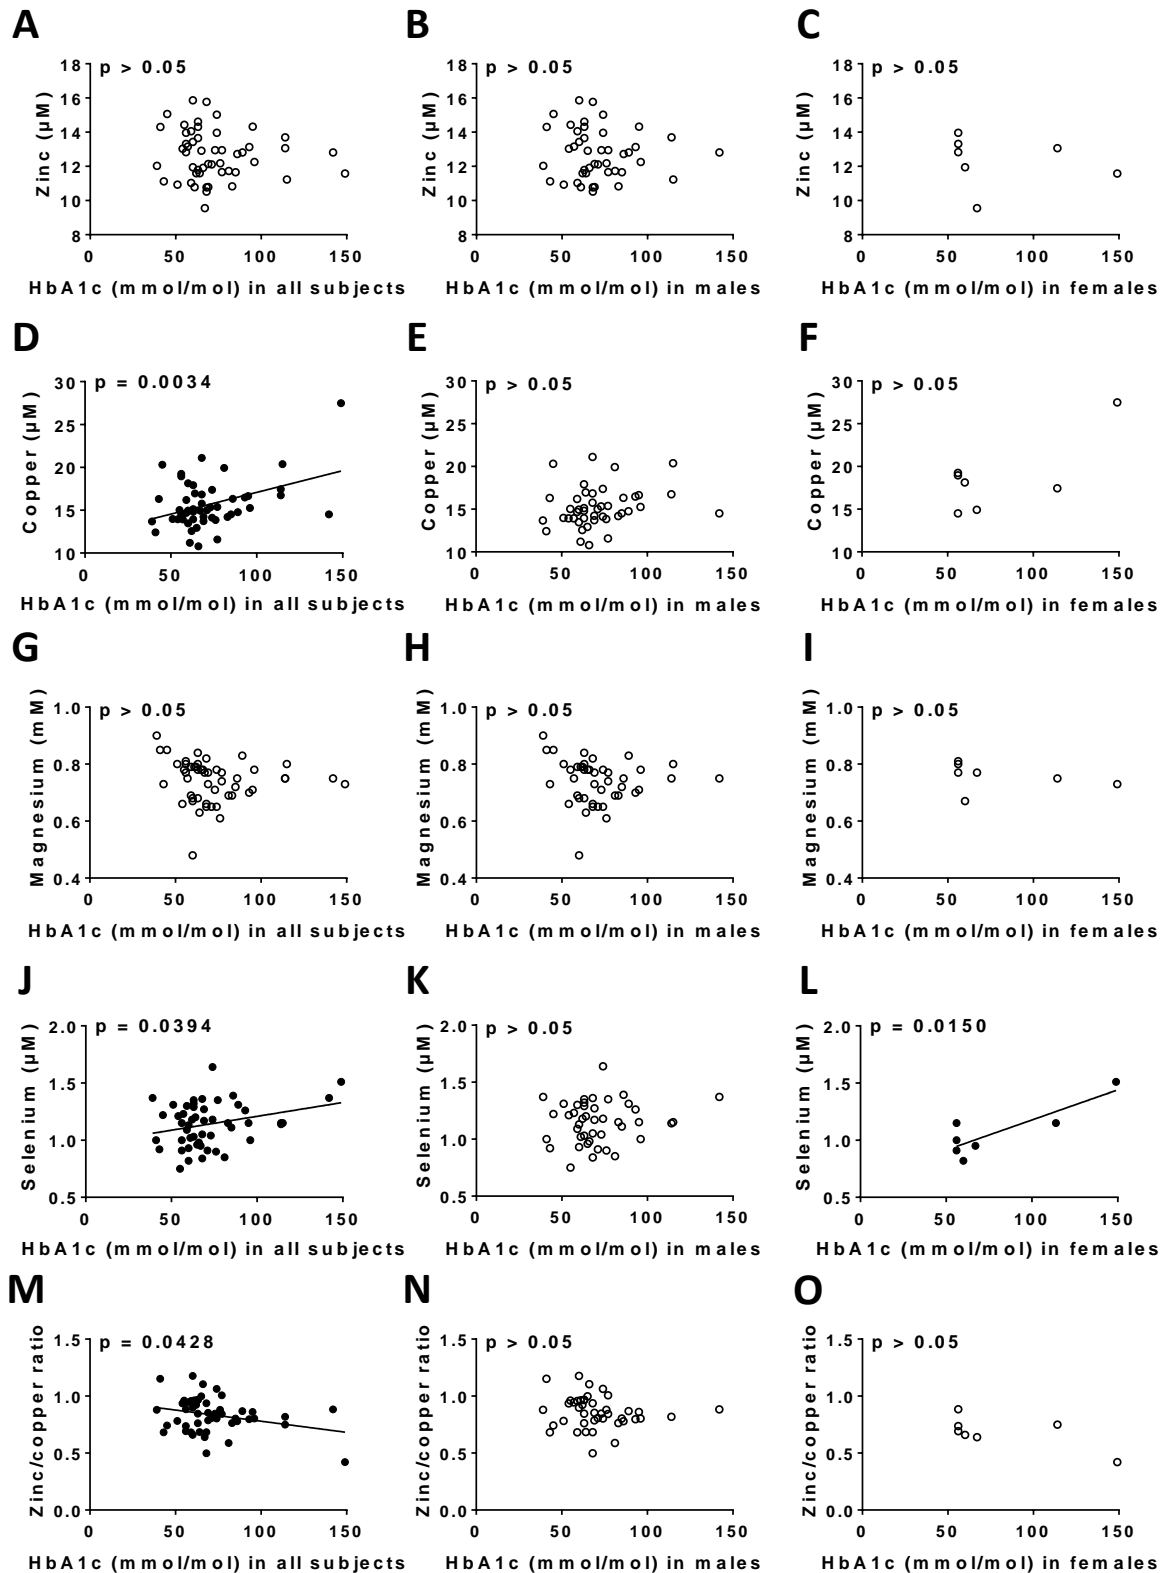 A
B
C
p > 0.05
p > 0.05
p > 0.05
Zinc (µM)
18
16
14
12
10
8
0 50 100 150
HbA1c (mmol/mol) in all subjects
Zinc (µM)
18
16
14
12
10
8
0 50 100 150
HbA1c (mmol/mol) in males
Zinc (µM)
18
16
14
12
10
8
0 50 100 150
HbA1c (mmol/mol) in females
D
E
F
p = 0.0034
p > 0.05
p > 0.05
Copper (µM)
30
25
20
15
10
0 50 100 150
HbA1c (mmol/mol) in all subjects
Copper (µM)
30
25
20
15
10
0 50 100 150
HbA1c (mmol/mol) in males
Copper (µM)
30
25
20
15
10
0 50 100 150
HbA1c (mmol/mol) in females
G
H
I
p > 0.05
p > 0.05
p > 0.05
Magnesium (mM)
1.0
0.8
0.6
0.4
0 50 100 150
HbA1c (mmol/mol) in all subjects
Magnesium (mM)
1.0
0.8
0.6
0.4
0 50 100 150
HbA1c (mmol/mol) in males
Magnesium (mM)
1.0
0.8
0.6
0.4
0 50 100 150
HbA1c (mmol/mol) in females
J
K
L
p = 0.0394
p > 0.05
p = 0.0150
Selenium (µM)
2.0
1.5
1.0
0.5
0 50 100 150
HbA1c (mmol/mol) in all subjects
Selenium (µM)
2.0
1.5
1.0
0.5
0 50 100 150
HbA1c (mmol/mol) in males
Selenium (µM)
2.0
1.5
1.0
0.5
0 50 100 150
HbA1c (mmol/mol) in females
M
N
O
p = 0.0428
p > 0.05
p > 0.05
Zinc/copper ratio
1.5
1.0
0.5
0.0
0 50 100 150
HbA1c (mmol/mol) in all subjects
Zinc/copper ratio
1.5
1.0
0.5
0.0
0 50 100 150
HbA1c (mmol/mol) in males
Zinc/copper ratio
1.5
1.0
0.5
0.0
0 50 100 150
HbA1c (mmol/mol) in females